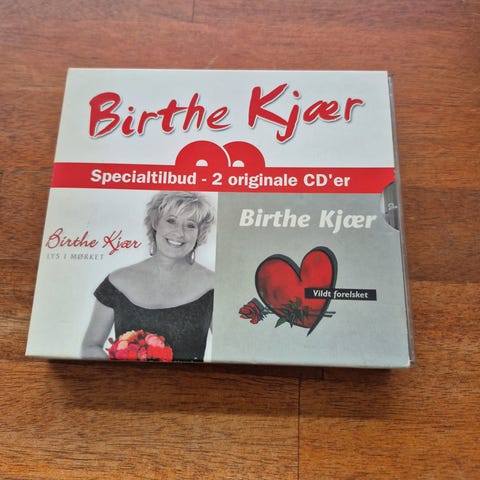 Birthe Kjær
Specialtilbud - 2 originale CD'er
Birthe Kjær
LYS I MØRKET
Birthe Kjær
Vildt forelsket